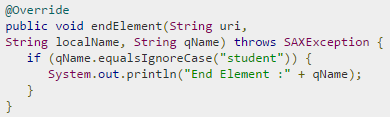 @Override
public void endElement(String uri,
String localName, String qName) throws SAXException {
   if (qName.equalsIgnoreCase("student")) {
      System.out.println("End Element :" + qName);
   }
}